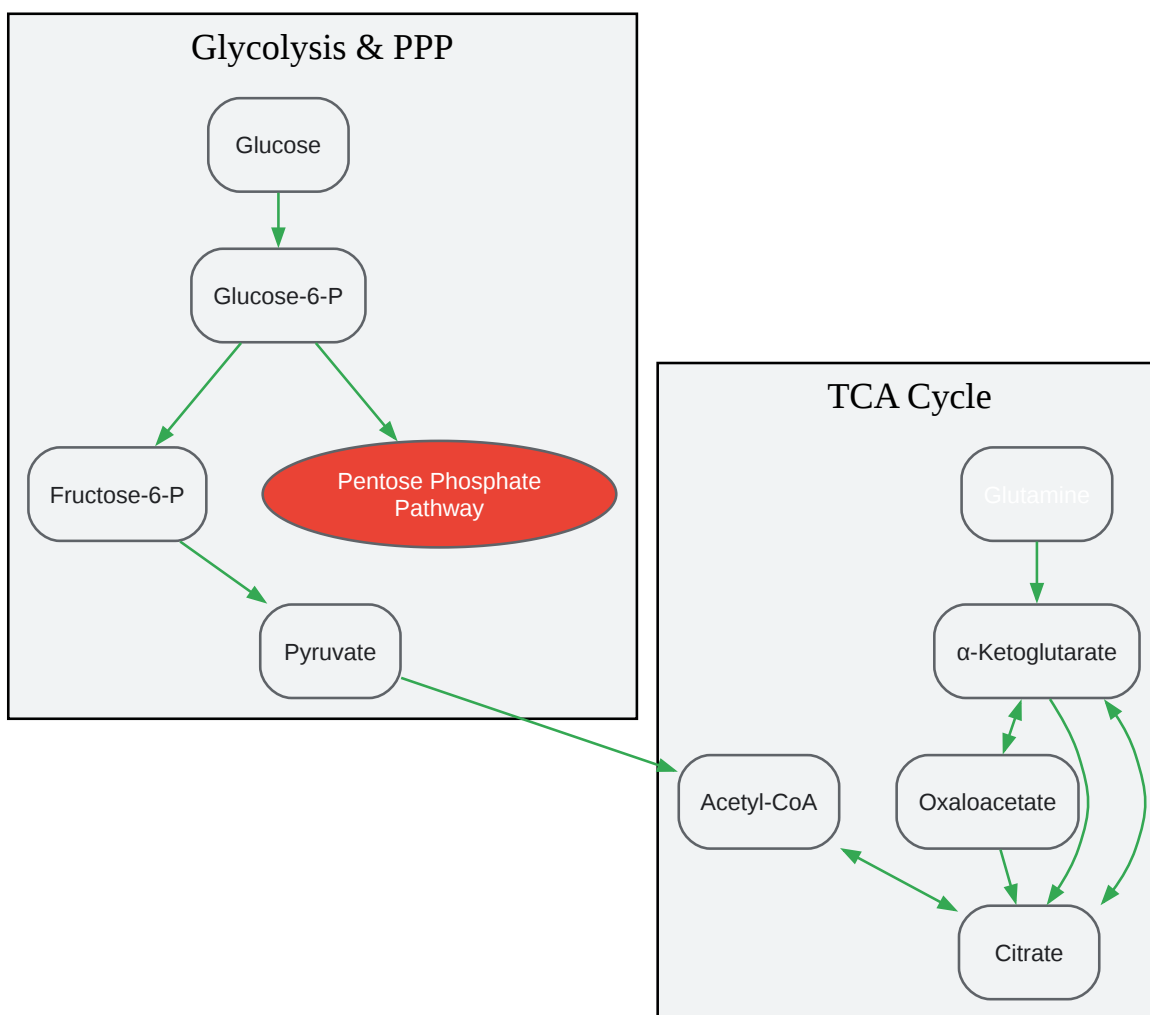 Glycolysis & PPP
Glucose
Glucose-6-P
Fructose-6-P
Pentose Phosphate
Pathway
Pyruvate
TCA Cycle
Glutamine
α-Ketoglutarate
Acetyl-CoA
Oxaloacetate
Citrate